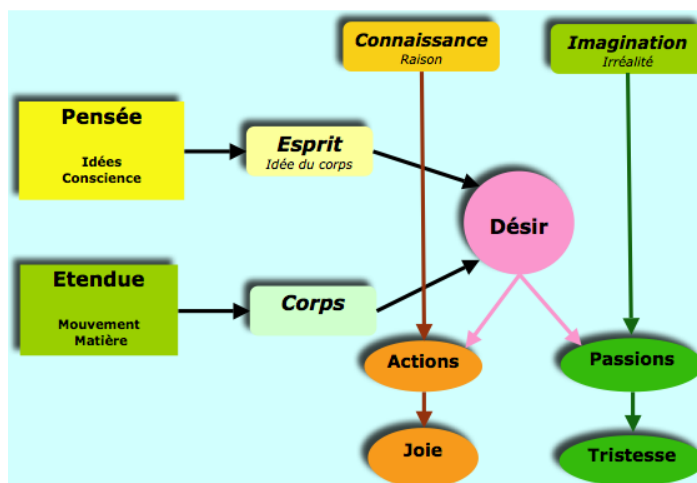 Connaissance
Raison
Imagination
Irréalité
Pensée
Idées
Conscience
Esprit
Idée du corps
Désir
Etendue
Mouvement
Matière
Corps
Actions
Passions
Joie
Tristesse